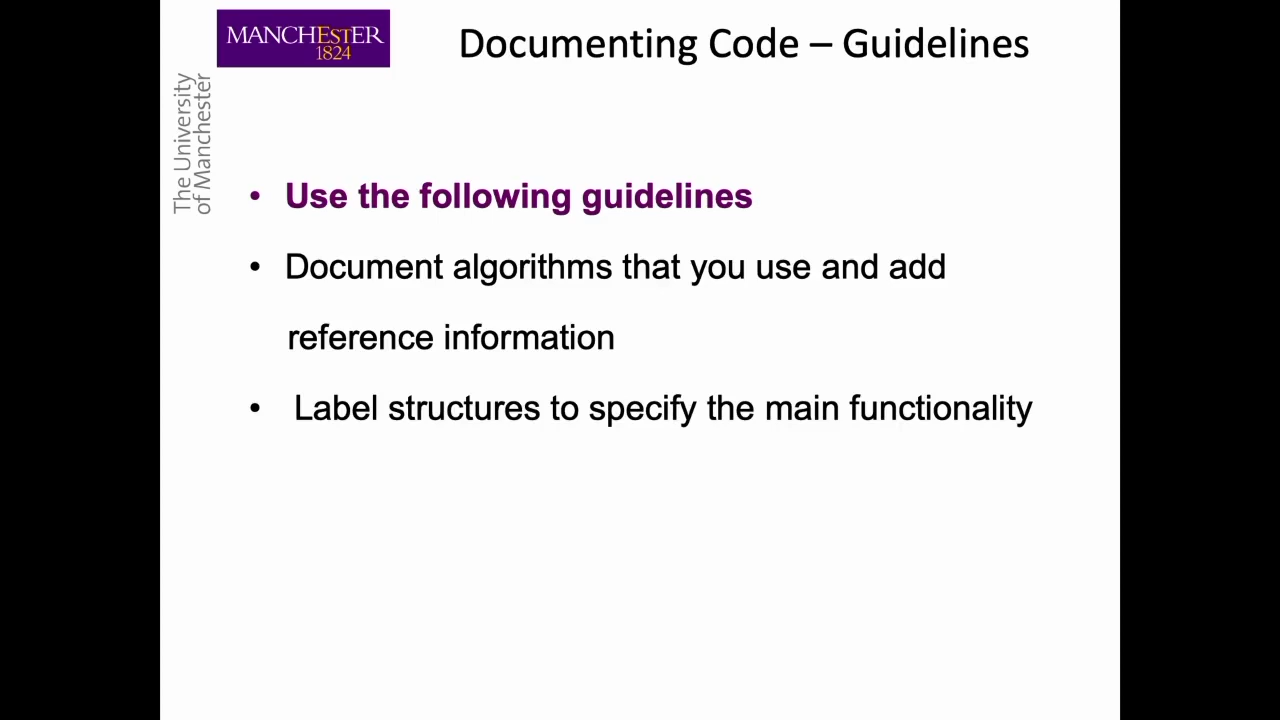 MANCHESTER
1824
The University
of Manchester
Documenting Code – Guidelines
• Use the following guidelines
• Document algorithms that you use and add
reference information
• Label structures to specify the main functionality